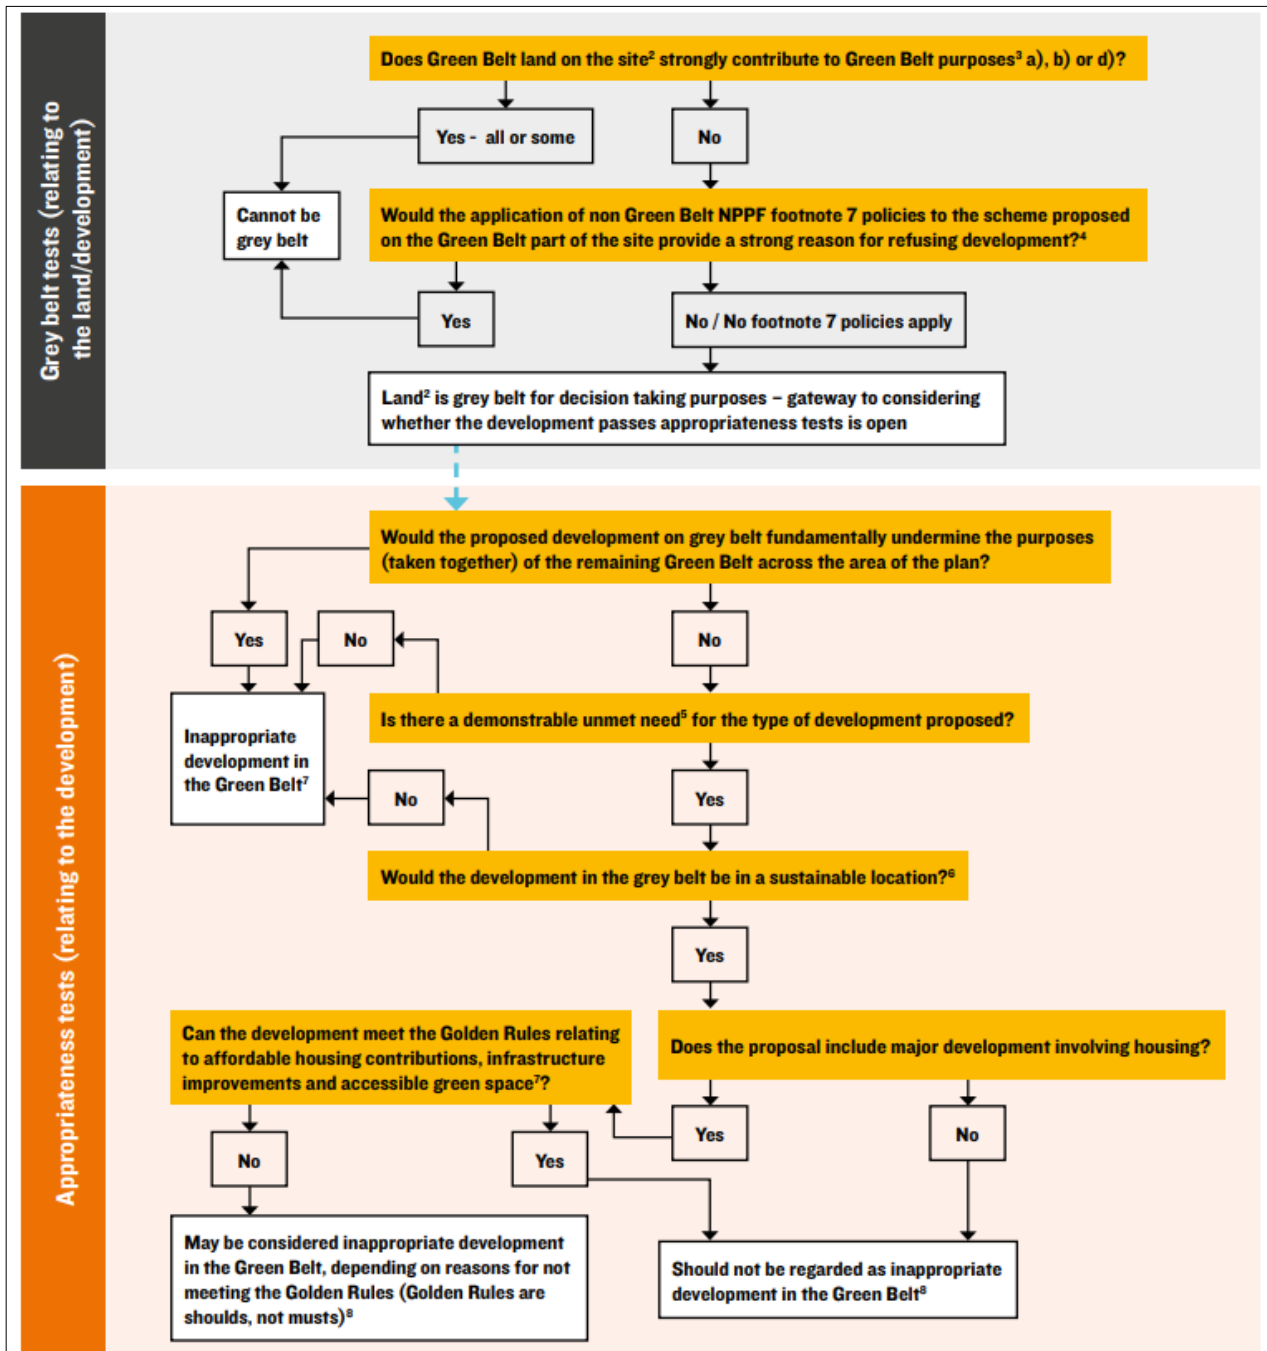 Grey belt tests (relating to
the land/development)
Does Green Belt land on the site² strongly contribute to Green Belt purposes³ a), b) or d)?
Yes - all or some
No
Cannot be
grey belt
Would the application of non Green Belt NPPF footnote 7 policies to the scheme proposed
on the Green Belt part of the site provide a strong reason for refusing development?⁴
Yes
No / No footnote 7 policies apply
Land² is grey belt for decision taking purposes – gateway to considering
whether the development passes appropriateness tests is open
Appropriateness tests (relating to the development)
Would the proposed development on grey belt fundamentally undermine the purposes
(taken together) of the remaining Green Belt across the area of the plan?
Yes
No
No
Is there a demonstrable unmet need⁵ for the type of development proposed?
Inappropriate
development in
the Green Belt⁷
No
Yes
Would the development in the grey belt be in a sustainable location?⁶
Yes
Can the development meet the Golden Rules relating
to affordable housing contributions, infrastructure
improvements and accessible green space⁷?
Does the proposal include major development involving housing?
No
Yes
Yes
No
May be considered inappropriate development
in the Green Belt, depending on reasons for not
meeting the Golden Rules (Golden Rules are
shoulds, not musts)⁸
Should not be regarded as inappropriate
development in the Green Belt⁸